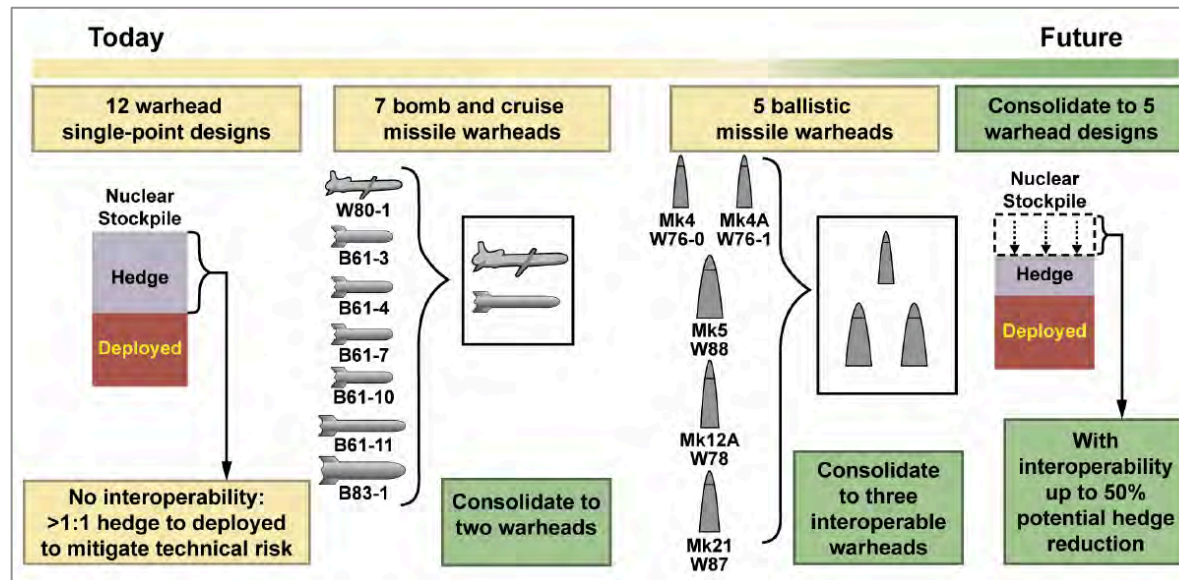 Today
Future
12 warhead
single-point designs
Nuclear
Stockpile
Hedge
Deployed
No interoperability:
>1:1 hedge to deployed
to mitigate technical risk
7 bomb and cruise
missile warheads
W80-1
B61-3
B61-4
B61-7
B61-10
B61-11
B83-1
Consolidate to
two warheads
5 ballistic
missile warheads
Mk4
W76-0
Mk4A
W76-1
Mk5
W88
Mk12A
W78
Mk21
W87
Consolidate
to three
interoperable
warheads
Consolidate to 5
warhead designs
Nuclear
Stockpile
Hedge
Deployed
With
interoperability
up to 50%
potential hedge
reduction